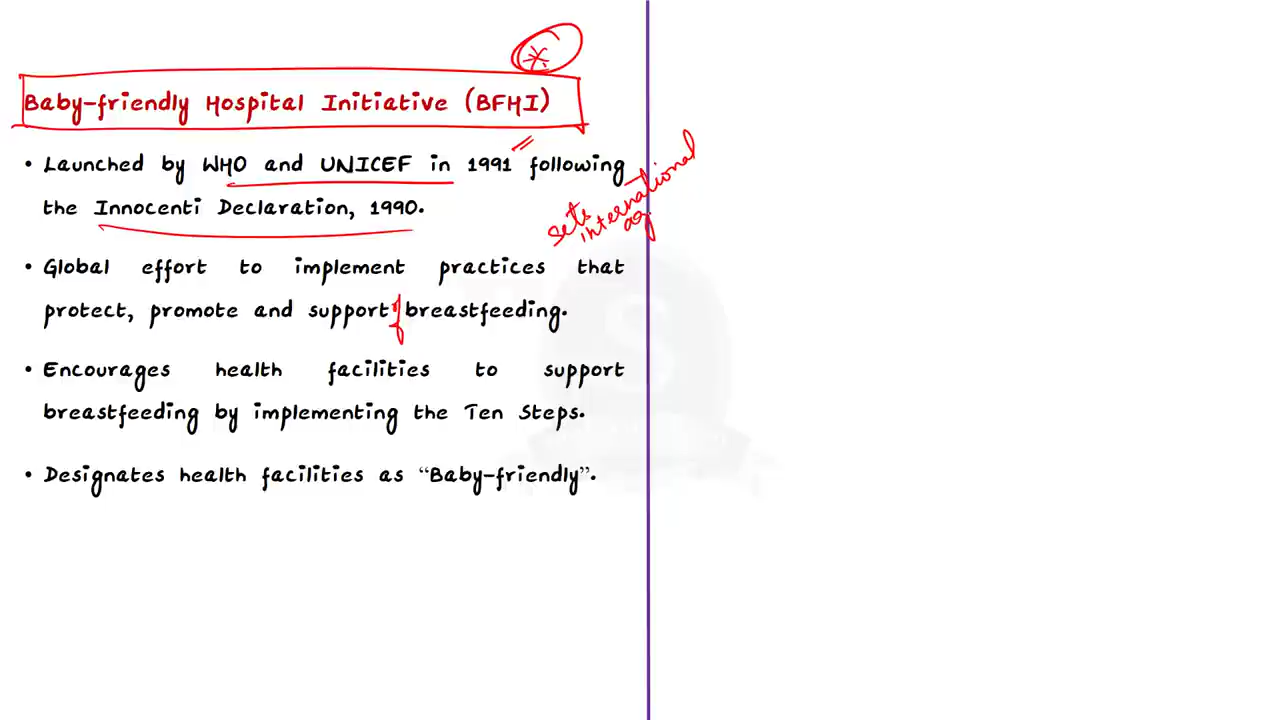 *
Baby-friendly Hospital Initiative (BFHI)
• Launched by WHO and UNICEF in 1991 following
the Innocenti Declaration, 1990.
sets international
ag
• Global effort to implement practices that
protect, promote and support breastfeeding.
• Encourages health facilities to support
breastfeeding by implementing the Ten Steps.
• Designates health facilities as “Baby-friendly”.